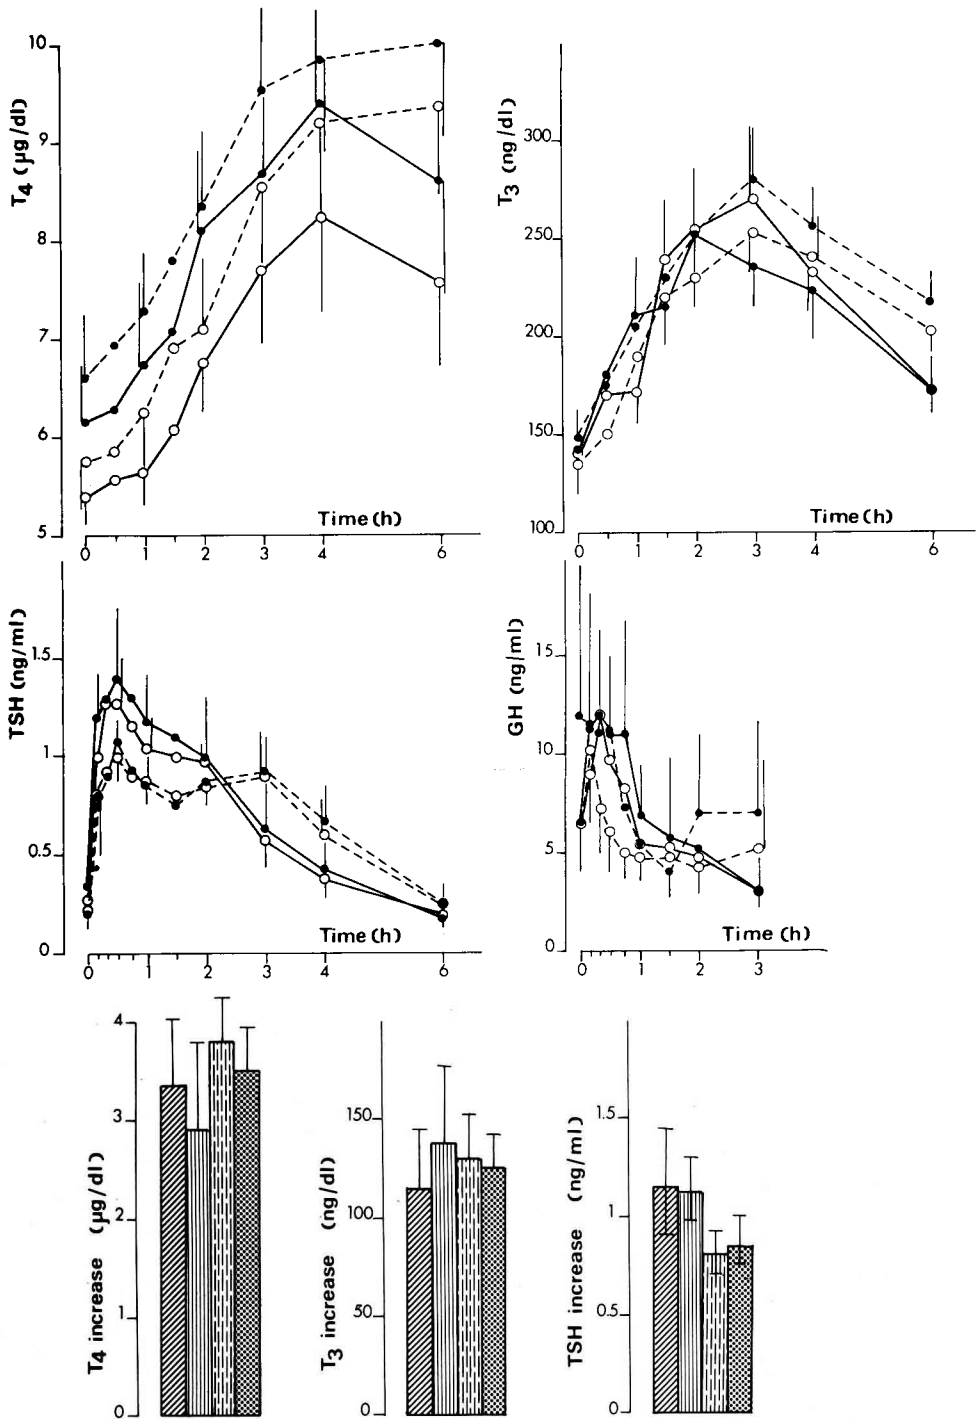 T4 (µg/dl)
10
9
8
7
6
5
Time (h)
0 1 2 3 4 6
T3 (ng/dl)
300
250
200
150
100
Time (h)
0 1 2 3 4 6
TSH (ng/ml)
1.5
1
0.5
0
Time (h)
0 1 2 3 4 6
GH (ng/ml)
15
10
5
0
Time (h)
0 1 2 3
T4 increase (µg/dl)
4
3
2
1
0
T3 increase (ng/dl)
150
100
50
0
TSH increase (ng/ml)
1.5
1
0.5
0